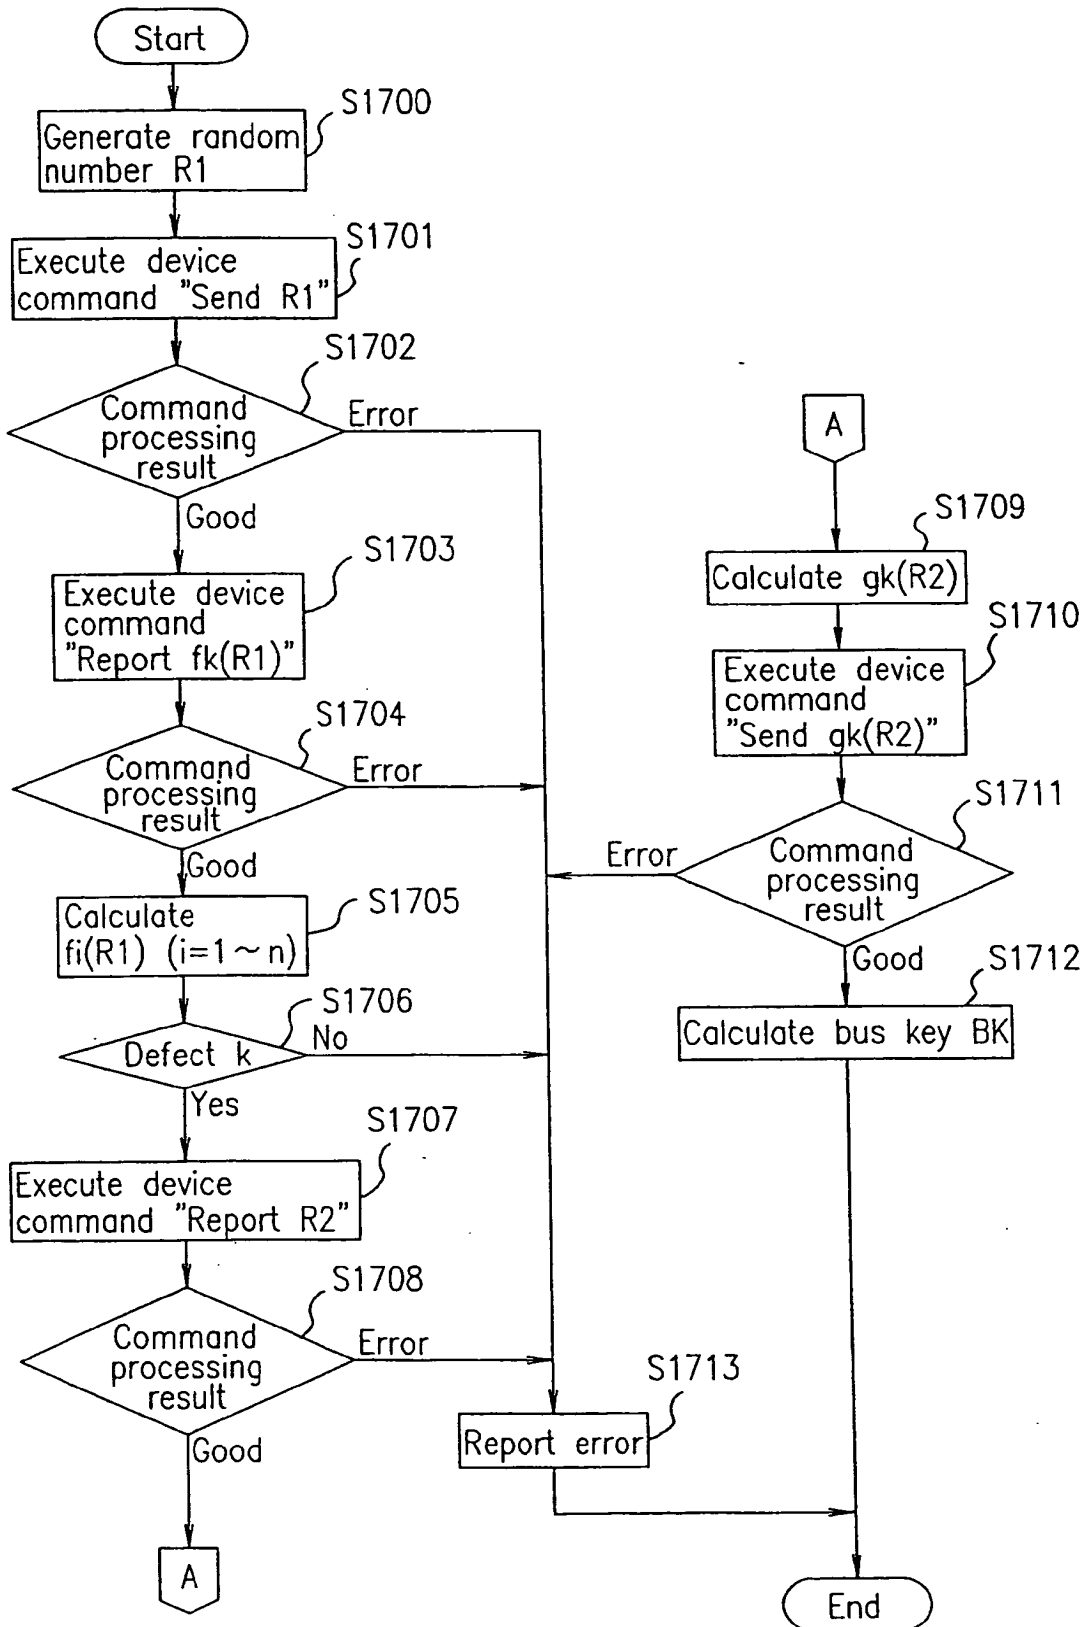 Start
S1700
Generate random
number R1
S1701
Execute device
command "Send R1"
S1702
Command
processing
result
Error
Good
S1703
Execute device
command
"Report fk(R1)"
S1704
Command
processing
result
Error
Good
S1705
Calculate
fi(R1) (i=1~n)
S1706
Defect k
No
Yes
S1707
Execute device
command "Report R2"
S1708
Command
processing
result
Error
Good
A
A
S1709
Calculate gk(R2)
S1710
Execute device
command
"Send gk(R2)"
S1711
Command
processing
result
Error
Good
S1712
Calculate bus key BK
S1713
Report error
End